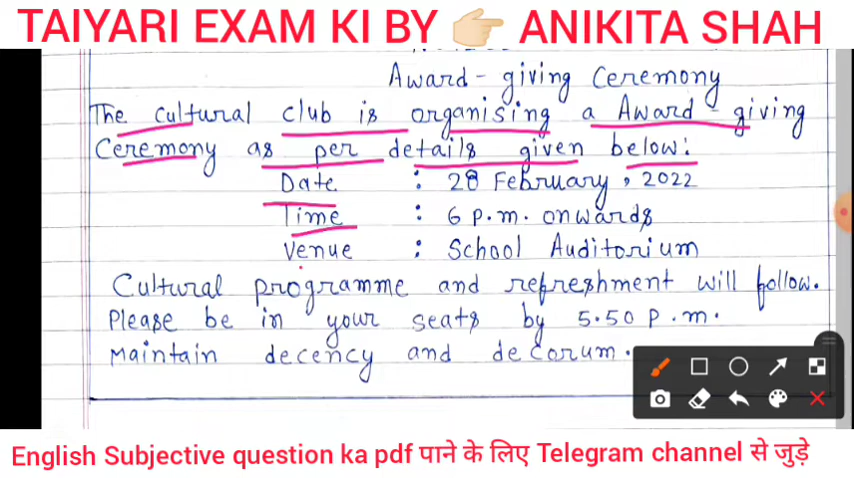 TAIYARI EXAM KI BY 👉🏻 ANIKITA SHAH
Award-giving Ceremony
The cultural club is organising a Award-giving
Ceremony as per details given below:
Date : 28 February, 2022
Time : 6 p.m. onwards
Venue : School Auditorium
Cultural programme and refreshment will follow.
Please be in your seats by 5.50 P.m.
Maintain decency and decorum.
English Subjective question ka pdf पाने के लिए Telegram channel से जुड़े